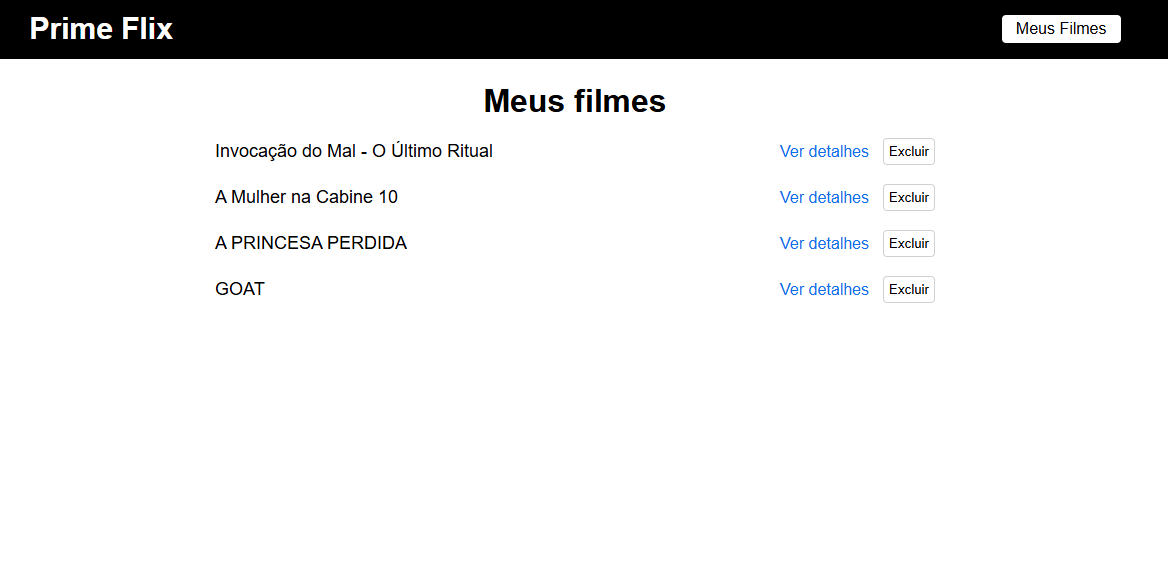 Prime Flix
Meus Filmes
Meus filmes
Invocação do Mal - O Último Ritual Ver detalhes Excluir
A Mulher na Cabine 10 Ver detalhes Excluir
A PRINCESA PERDIDA Ver detalhes Excluir
GOAT Ver detalhes Excluir